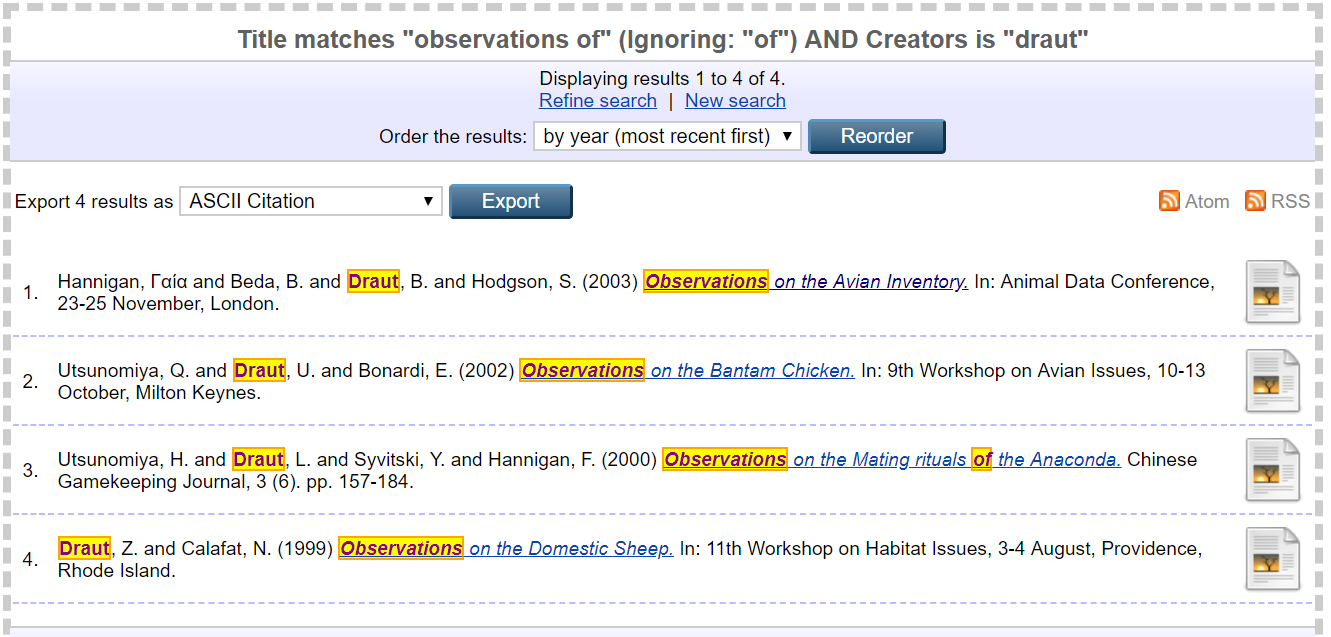 Title matches "observations of" (Ignoring: "of") AND Creators is "draut"
Displaying results 1 to 4 of 4.
Refine search | New search
Order the results: by year (most recent first) Reorder
Export 4 results as ASCII Citation Export Atom RSS
1. Hannigan, Γαία and Beda, B. and Draut, B. and Hodgson, S. (2003) Observations on the Avian Inventory. In: Animal Data Conference,
23-25 November, London.
2. Utsunomiya, Q. and Draut, U. and Bonardi, E. (2002) Observations on the Bantam Chicken. In: 9th Workshop on Avian Issues, 10-13
October, Milton Keynes.
3. Utsunomiya, H. and Draut, L. and Syvitski, Y. and Hannigan, F. (2000) Observations on the Mating rituals of the Anaconda. Chinese
Gamekeeping Journal, 3 (6). pp. 157-184.
4. Draut, Z. and Calafat, N. (1999) Observations on the Domestic Sheep. In: 11th Workshop on Habitat Issues, 3-4 August, Providence,
Rhode Island.